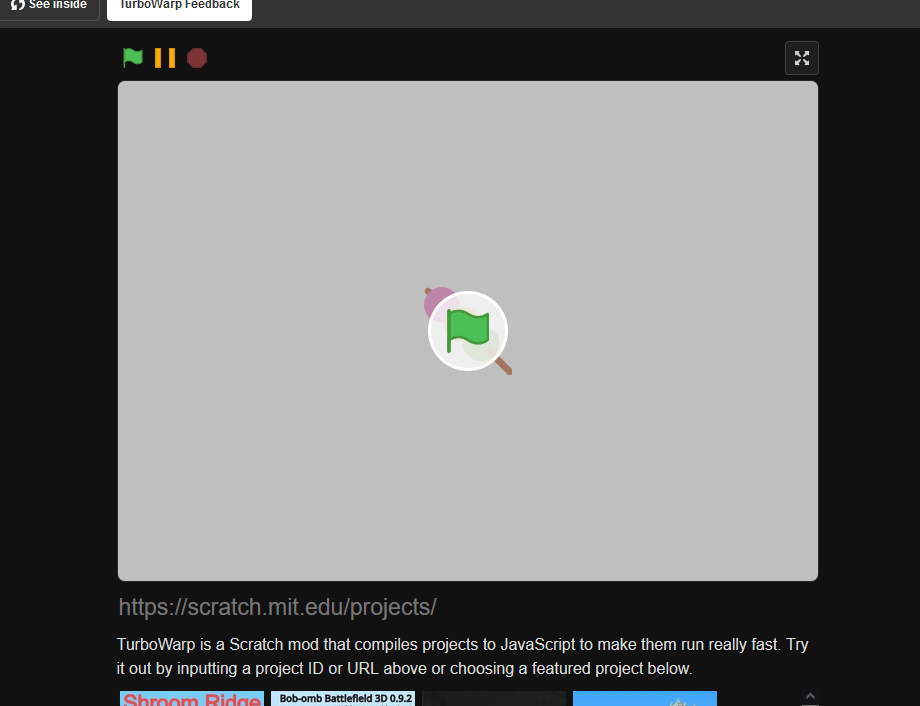 See inside
TurboWarp Feedback
https://scratch.mit.edu/projects/
TurboWarp is a Scratch mod that compiles projects to JavaScript to make them run really fast. Try
it out by inputting a project ID or URL above or choosing a featured project below.
Shroom Ridge
Bob-omb Battlefield 3D 0.9.2